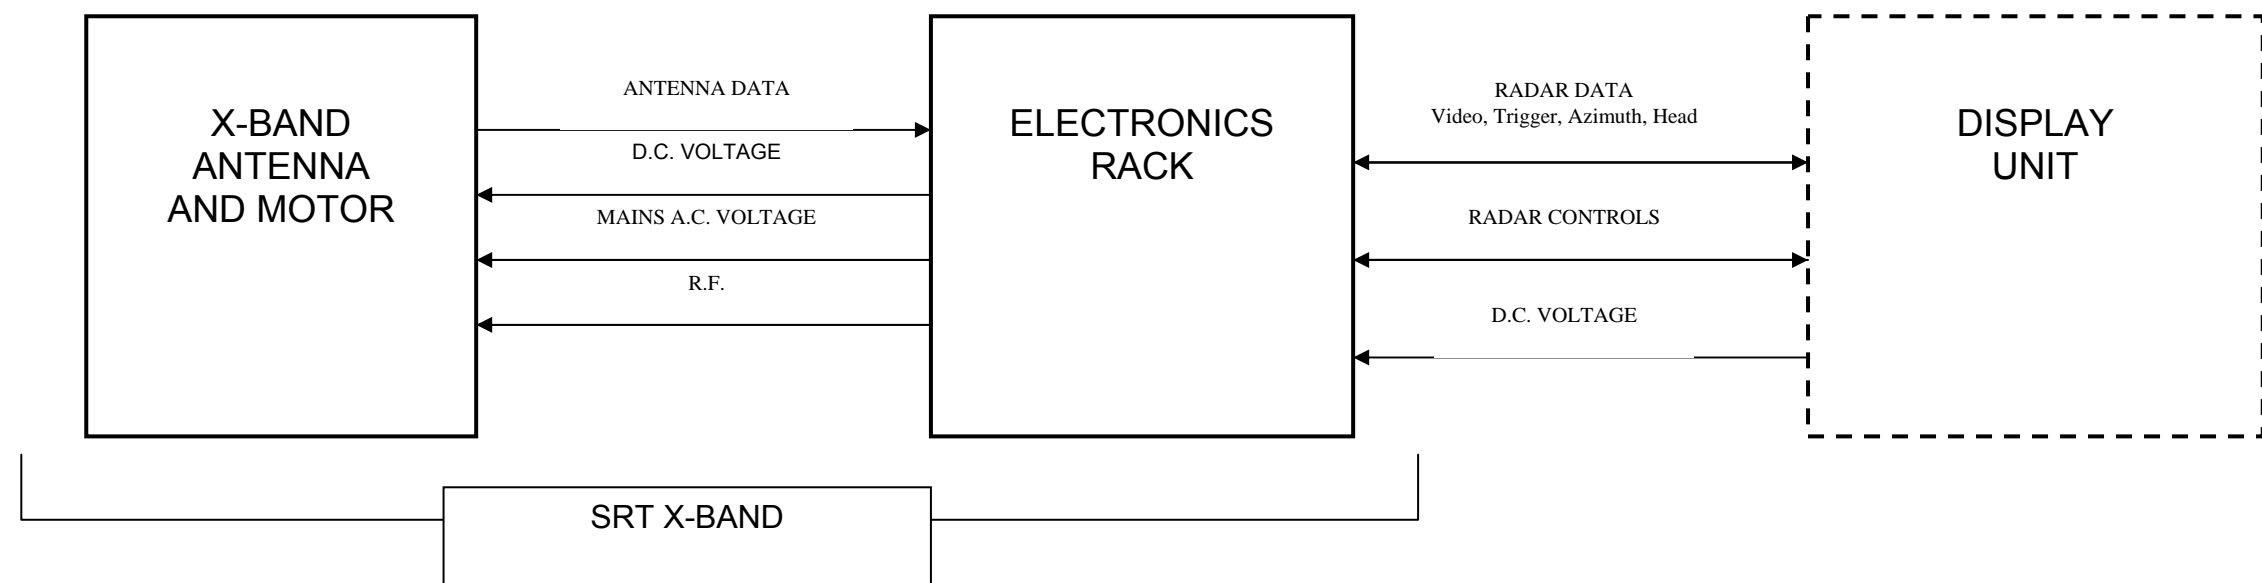 X-BAND
ANTENNA
AND MOTOR
ANTENNA DATA
D.C. VOLTAGE
MAINS A.C. VOLTAGE
R.F.
ELECTRONICS
RACK
RADAR DATA
Video, Trigger, Azimuth, Head
RADAR CONTROLS
D.C. VOLTAGE
DISPLAY
UNIT
SRT X-BAND